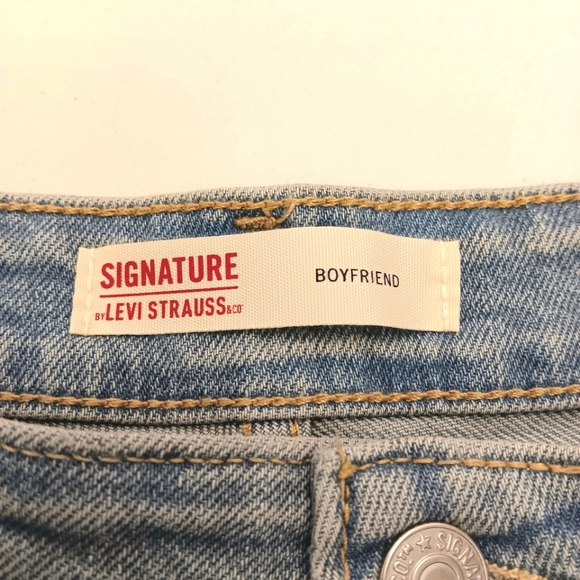 SIGNATURE
BY LEVI STRAUSS & CO
BOYFRIEND